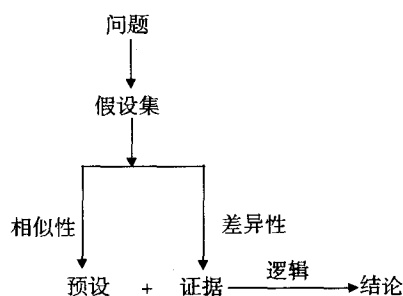 问题
假设集
相似性 差异性
逻辑
预设 + 证据 结论